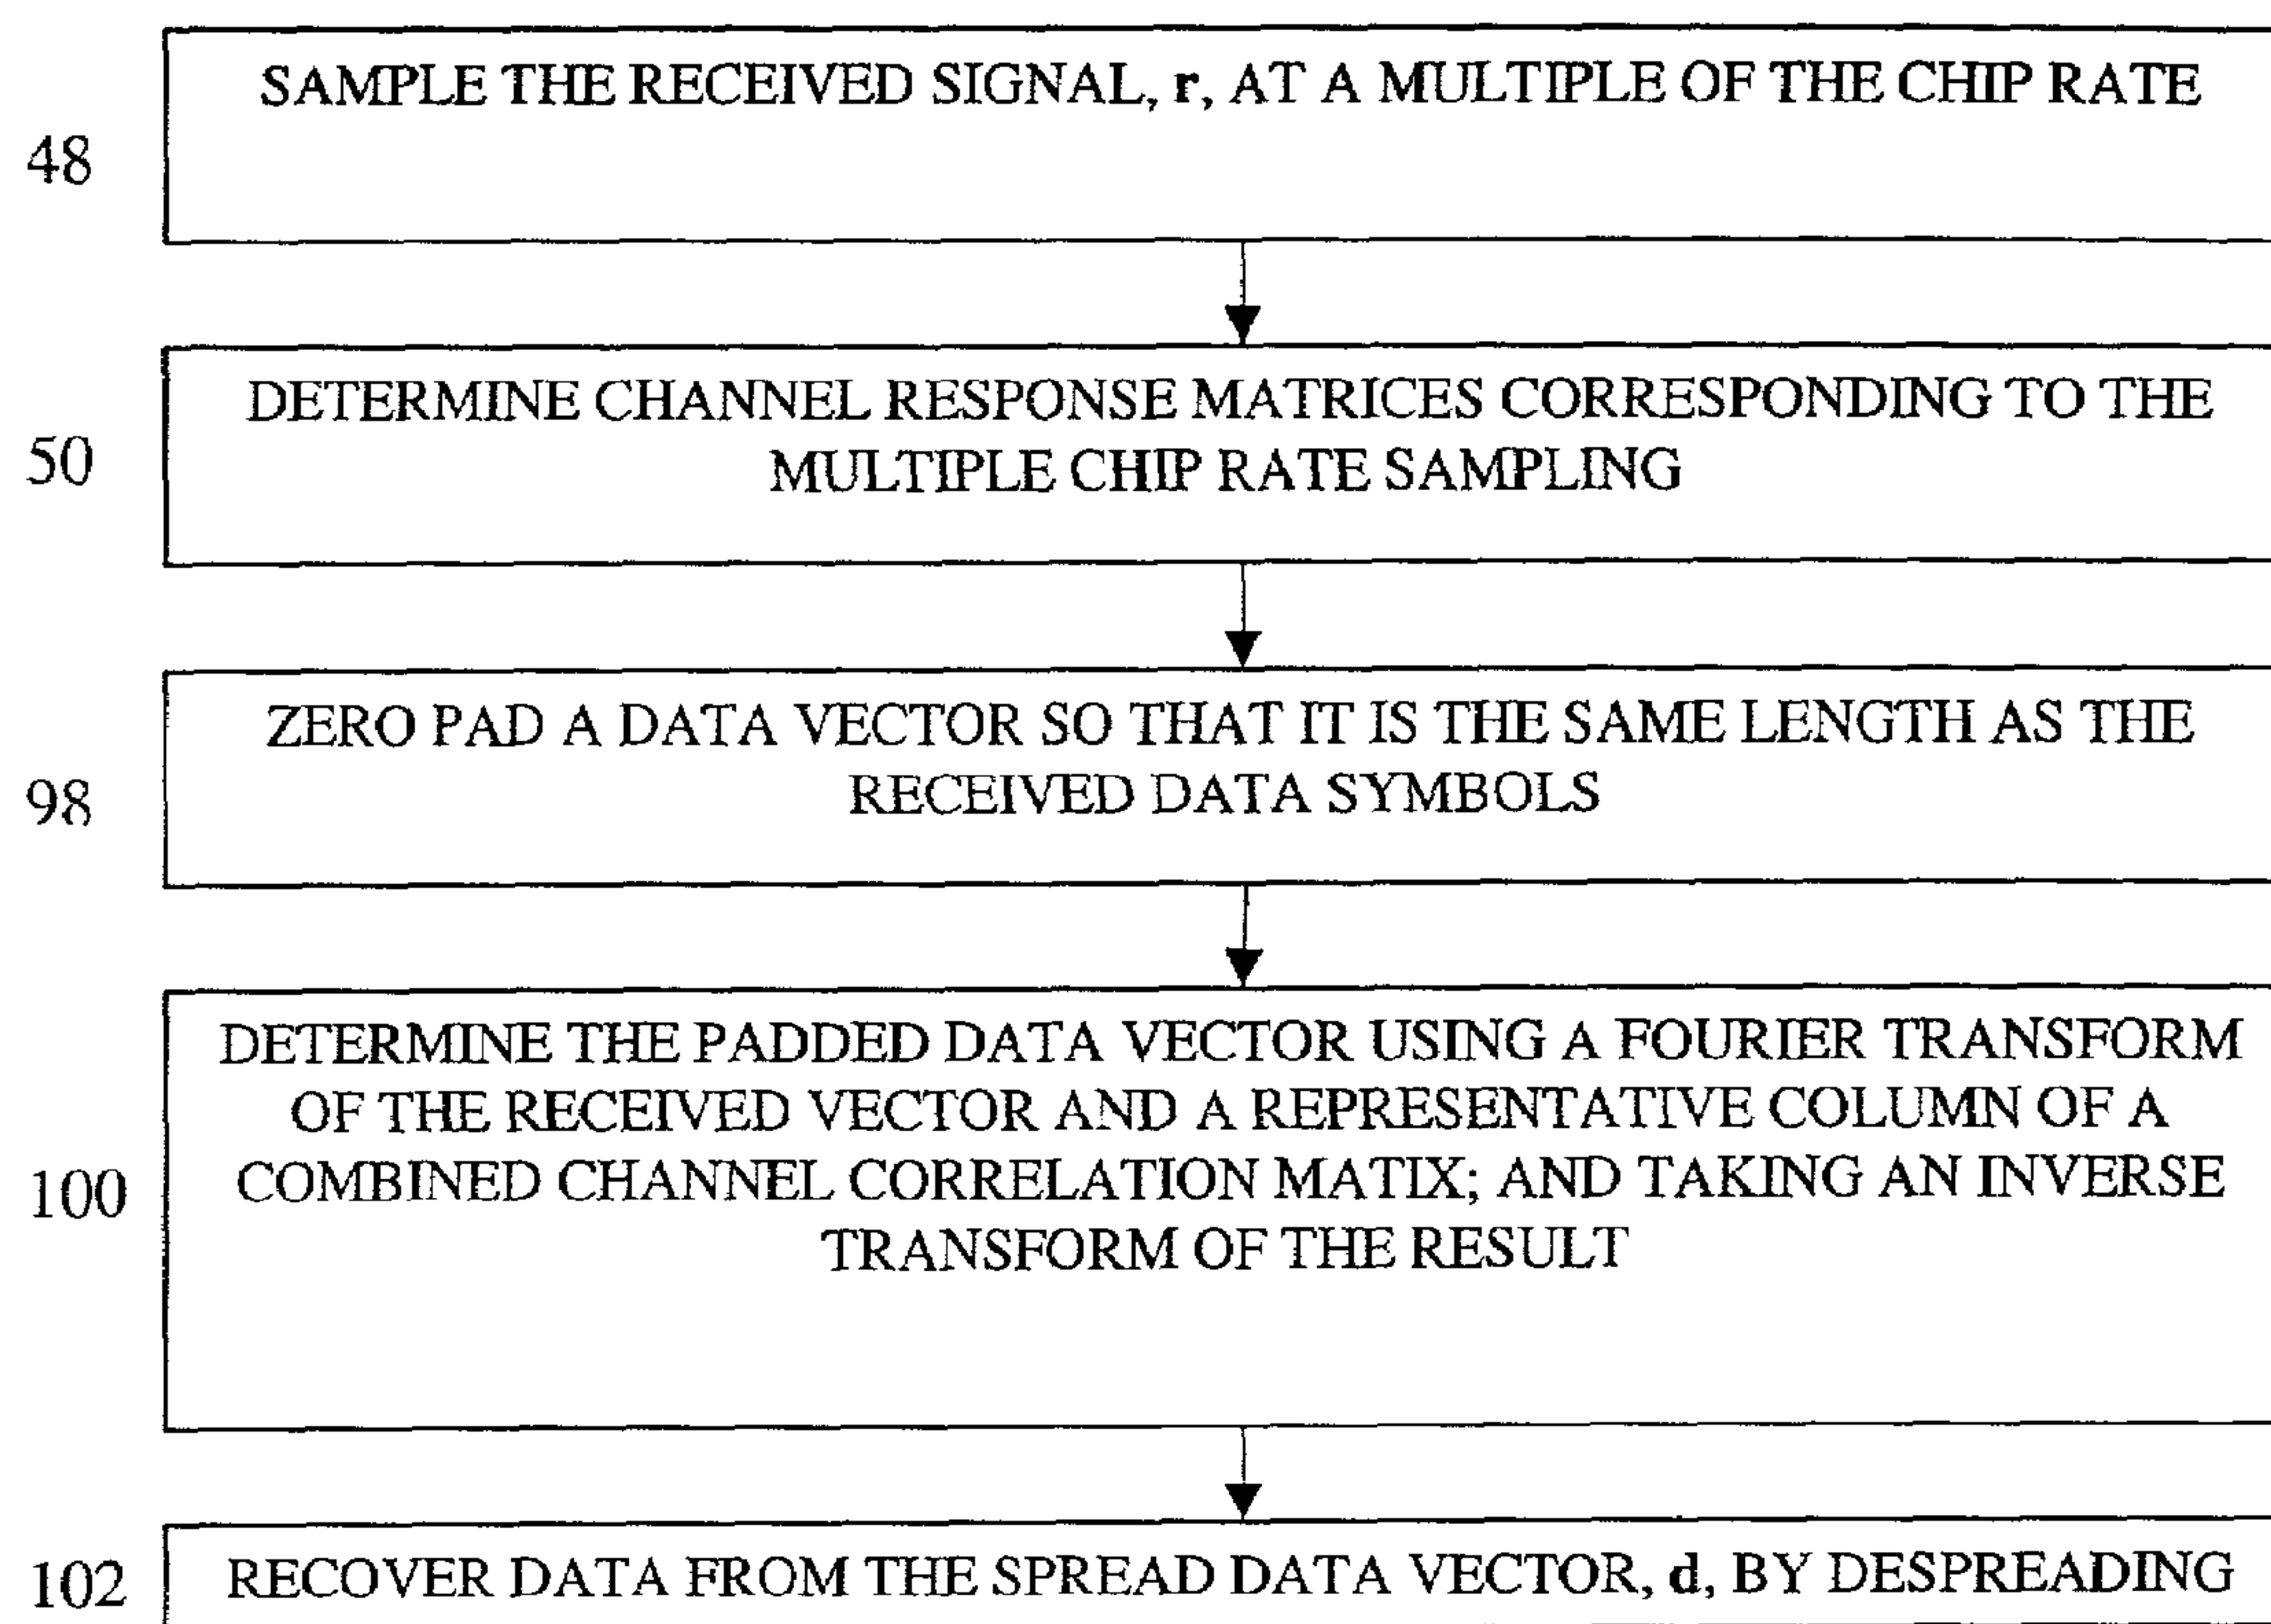 SAMPLE THE RECEIVED SIGNAL, r, AT A MULTIPLE OF THE CHIP RATE
48
DETERMINE CHANNEL RESPONSE MATRICES CORRESPONDING TO THE
MULTIPLE CHIP RATE SAMPLING
50
ZERO PAD A DATA VECTOR SO THAT IT IS THE SAME LENGTH AS THE
RECEIVED DATA SYMBOLS
98
DETERMINE THE PADDED DATA VECTOR USING A FOURIER TRANSFORM
OF THE RECEIVED VECTOR AND A REPRESENTATIVE COLUMN OF A
COMBINED CHANNEL CORRELATION MATIX; AND TAKING AN INVERSE
TRANSFORM OF THE RESULT
100
102 RECOVER DATA FROM THE SPREAD DATA VECTOR, d, BY DESPREADING